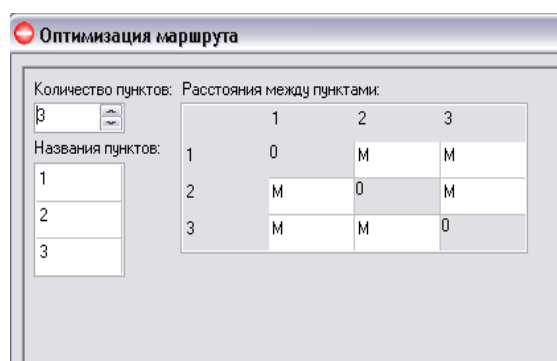 Оптимизация маршрута
Количество пунктов: Расстояния между пунктами:
3
1 2 3
Названия пунктов:
1 0 М М
1
2 М 0 М
2
3 М М 0
3